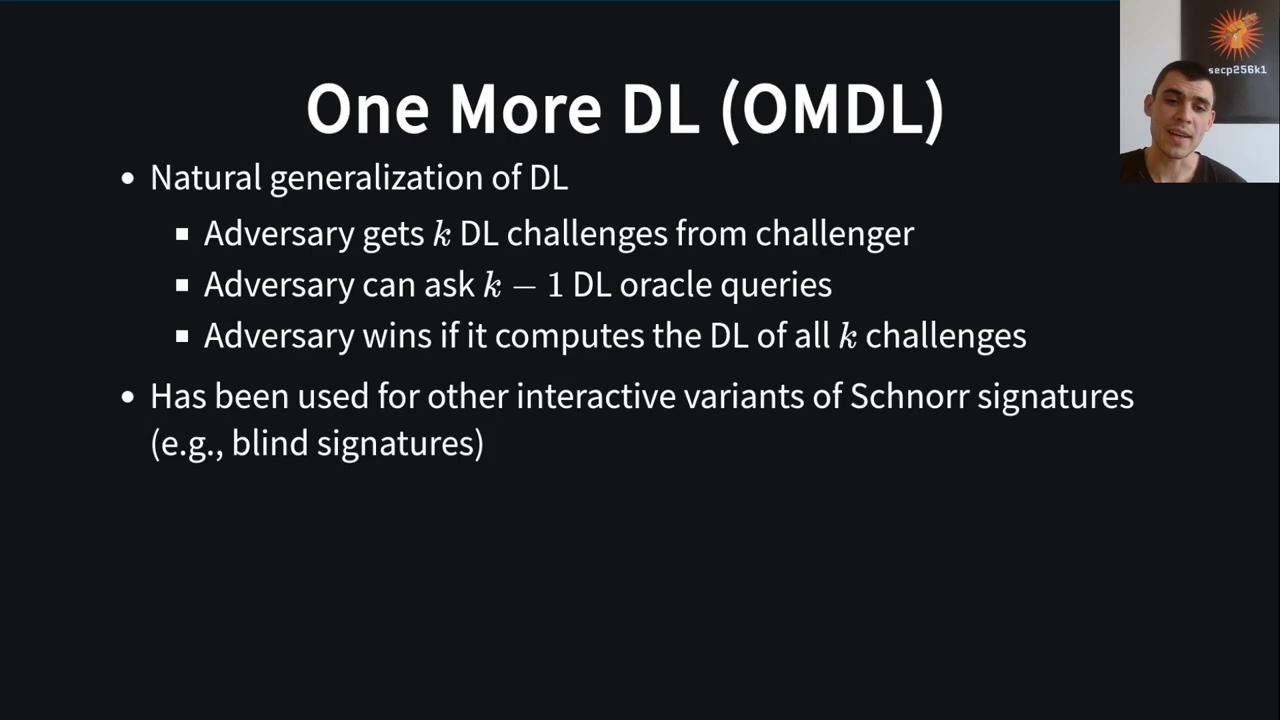 One More DL (OMDL)
secp256k1
• Natural generalization of DL
▪ Adversary gets k DL challenges from challenger
▪ Adversary can ask k − 1 DL oracle queries
▪ Adversary wins if it computes the DL of all k challenges
• Has been used for other interactive variants of Schnorr signatures
(e.g., blind signatures)